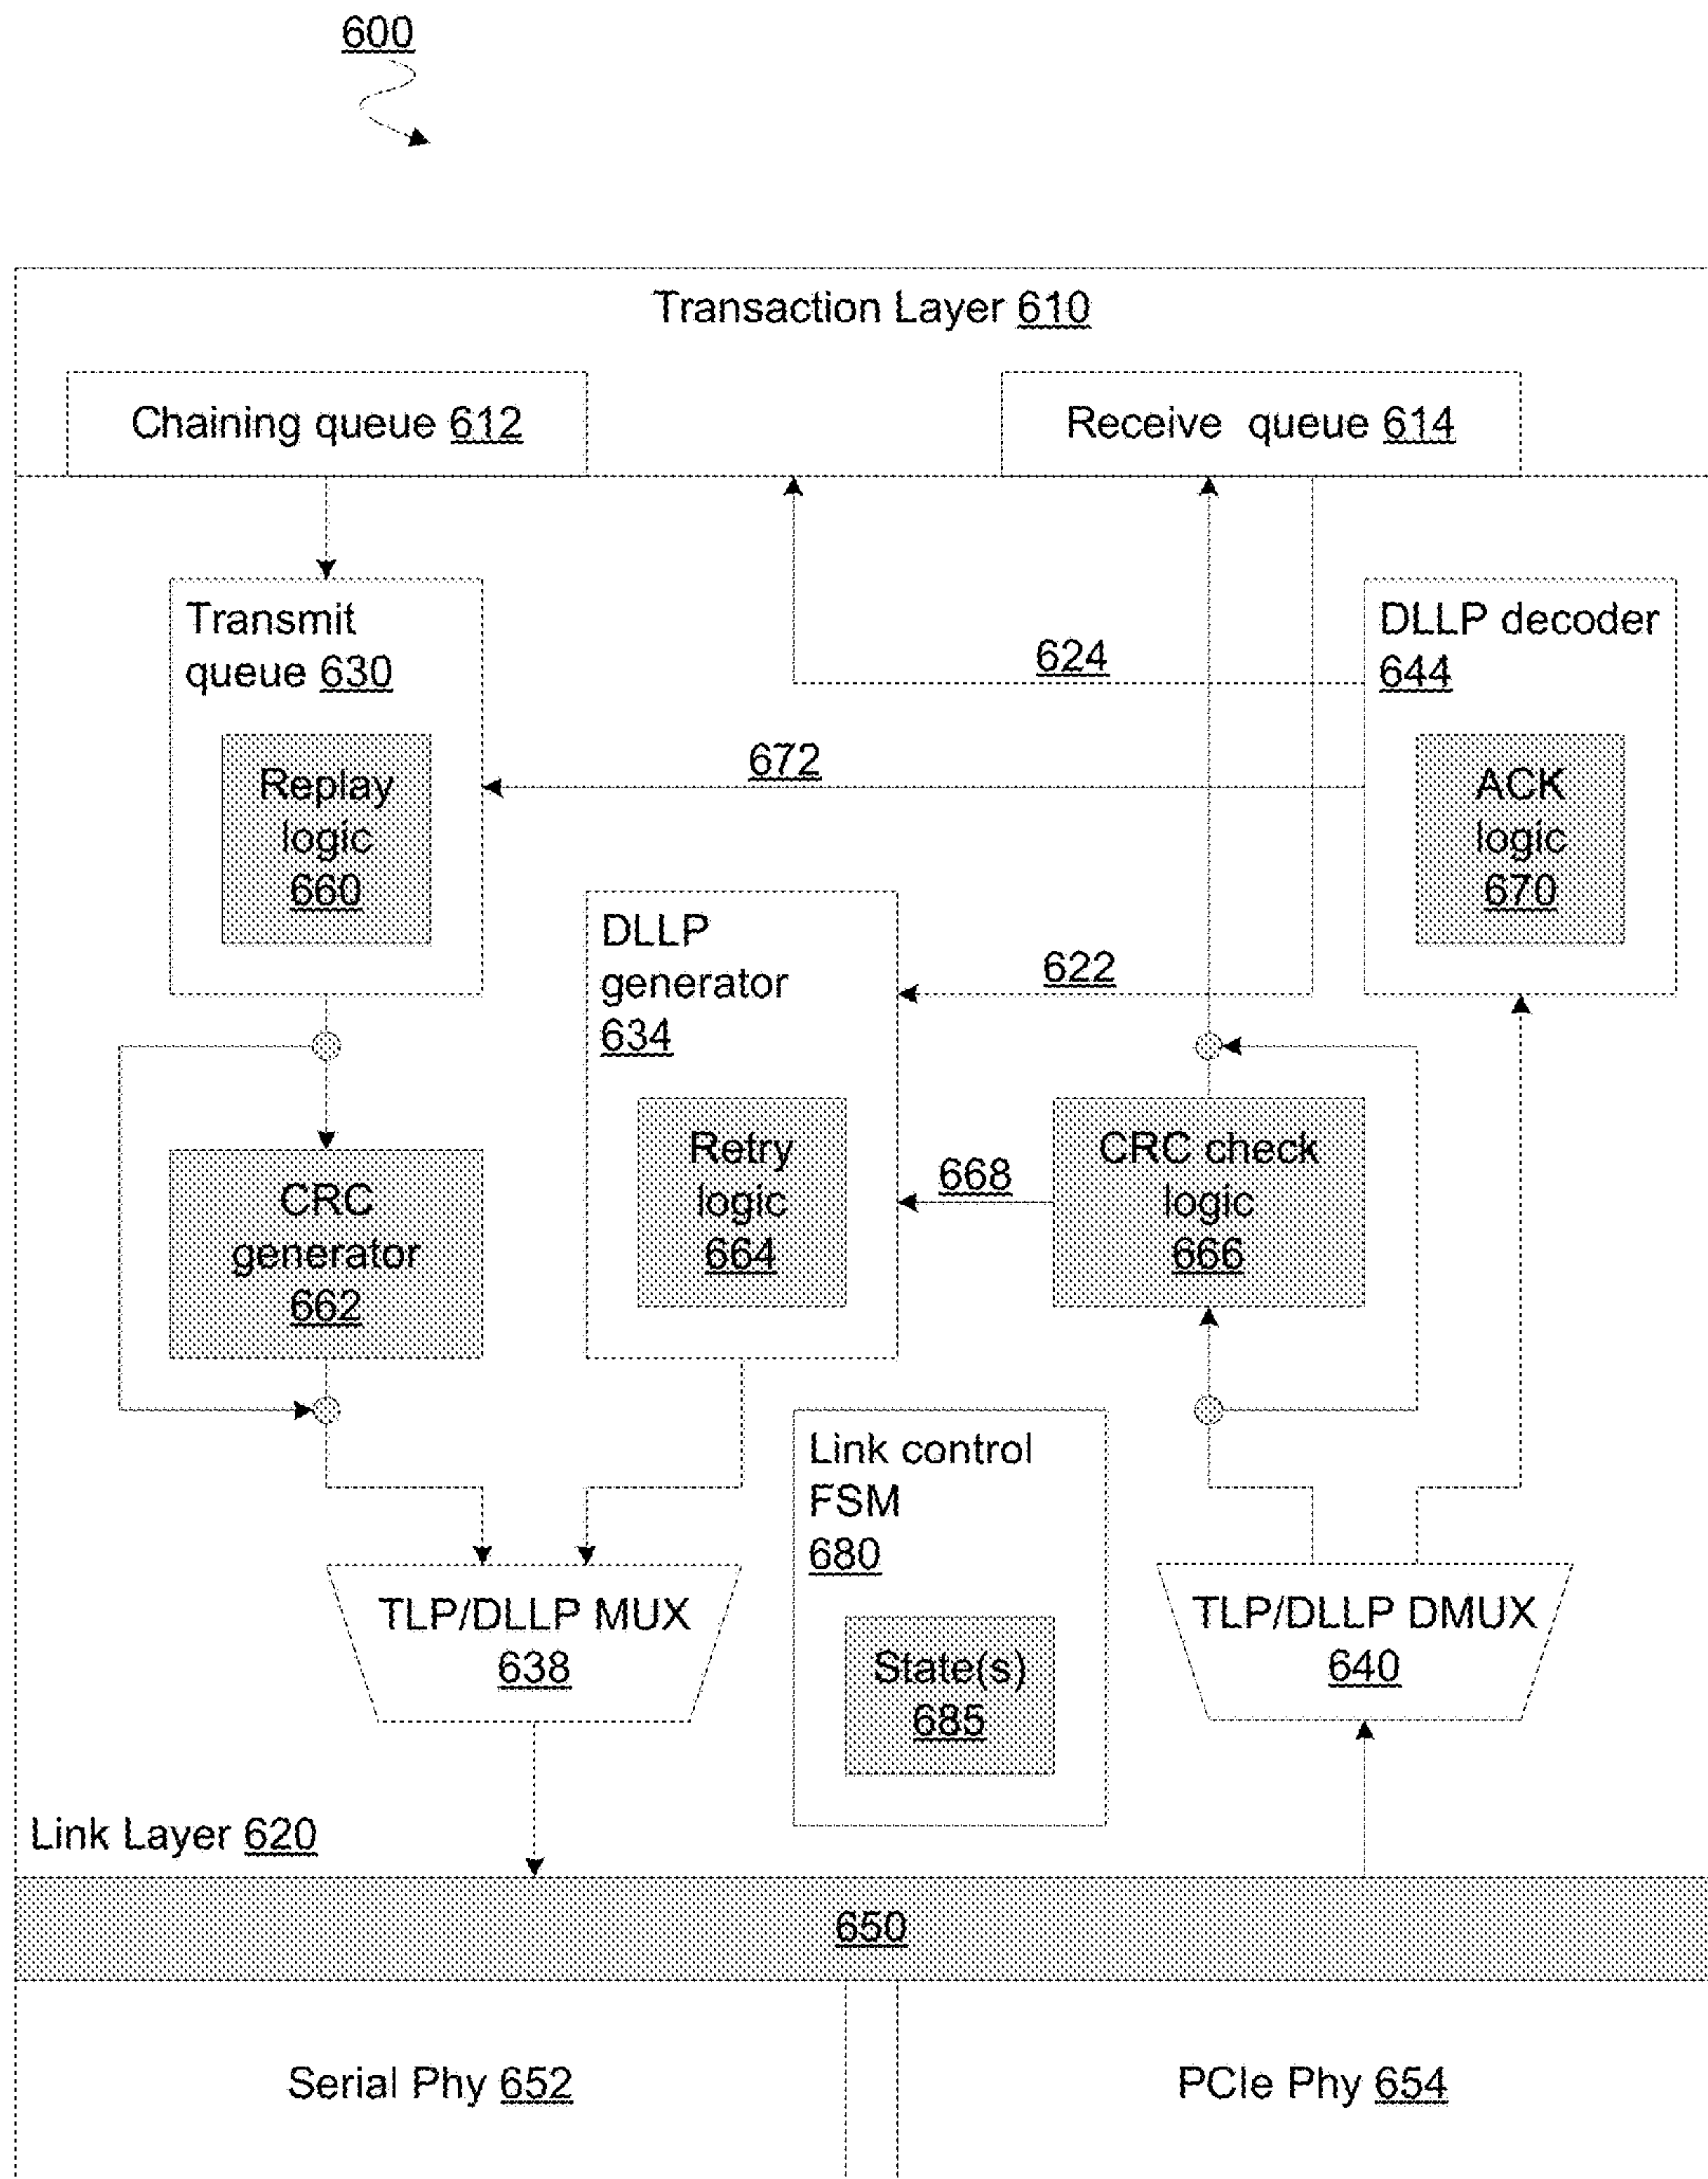 600
Transaction Layer 610
Chaining queue 612
Receive queue 614
Transmit
queue 630
Replay
logic
660
624
672
DLLP decoder
644
ACK
logic
670
DLLP
generator
634
Retry
logic
664
622
668
CRC
generator
662
CRC check
logic
666
Link control
FSM
680
State(s)
685
TLP/DLLP MUX
638
TLP/DLLP DMUX
640
Link Layer 620
650
Serial Phy 652
PCIe Phy 654